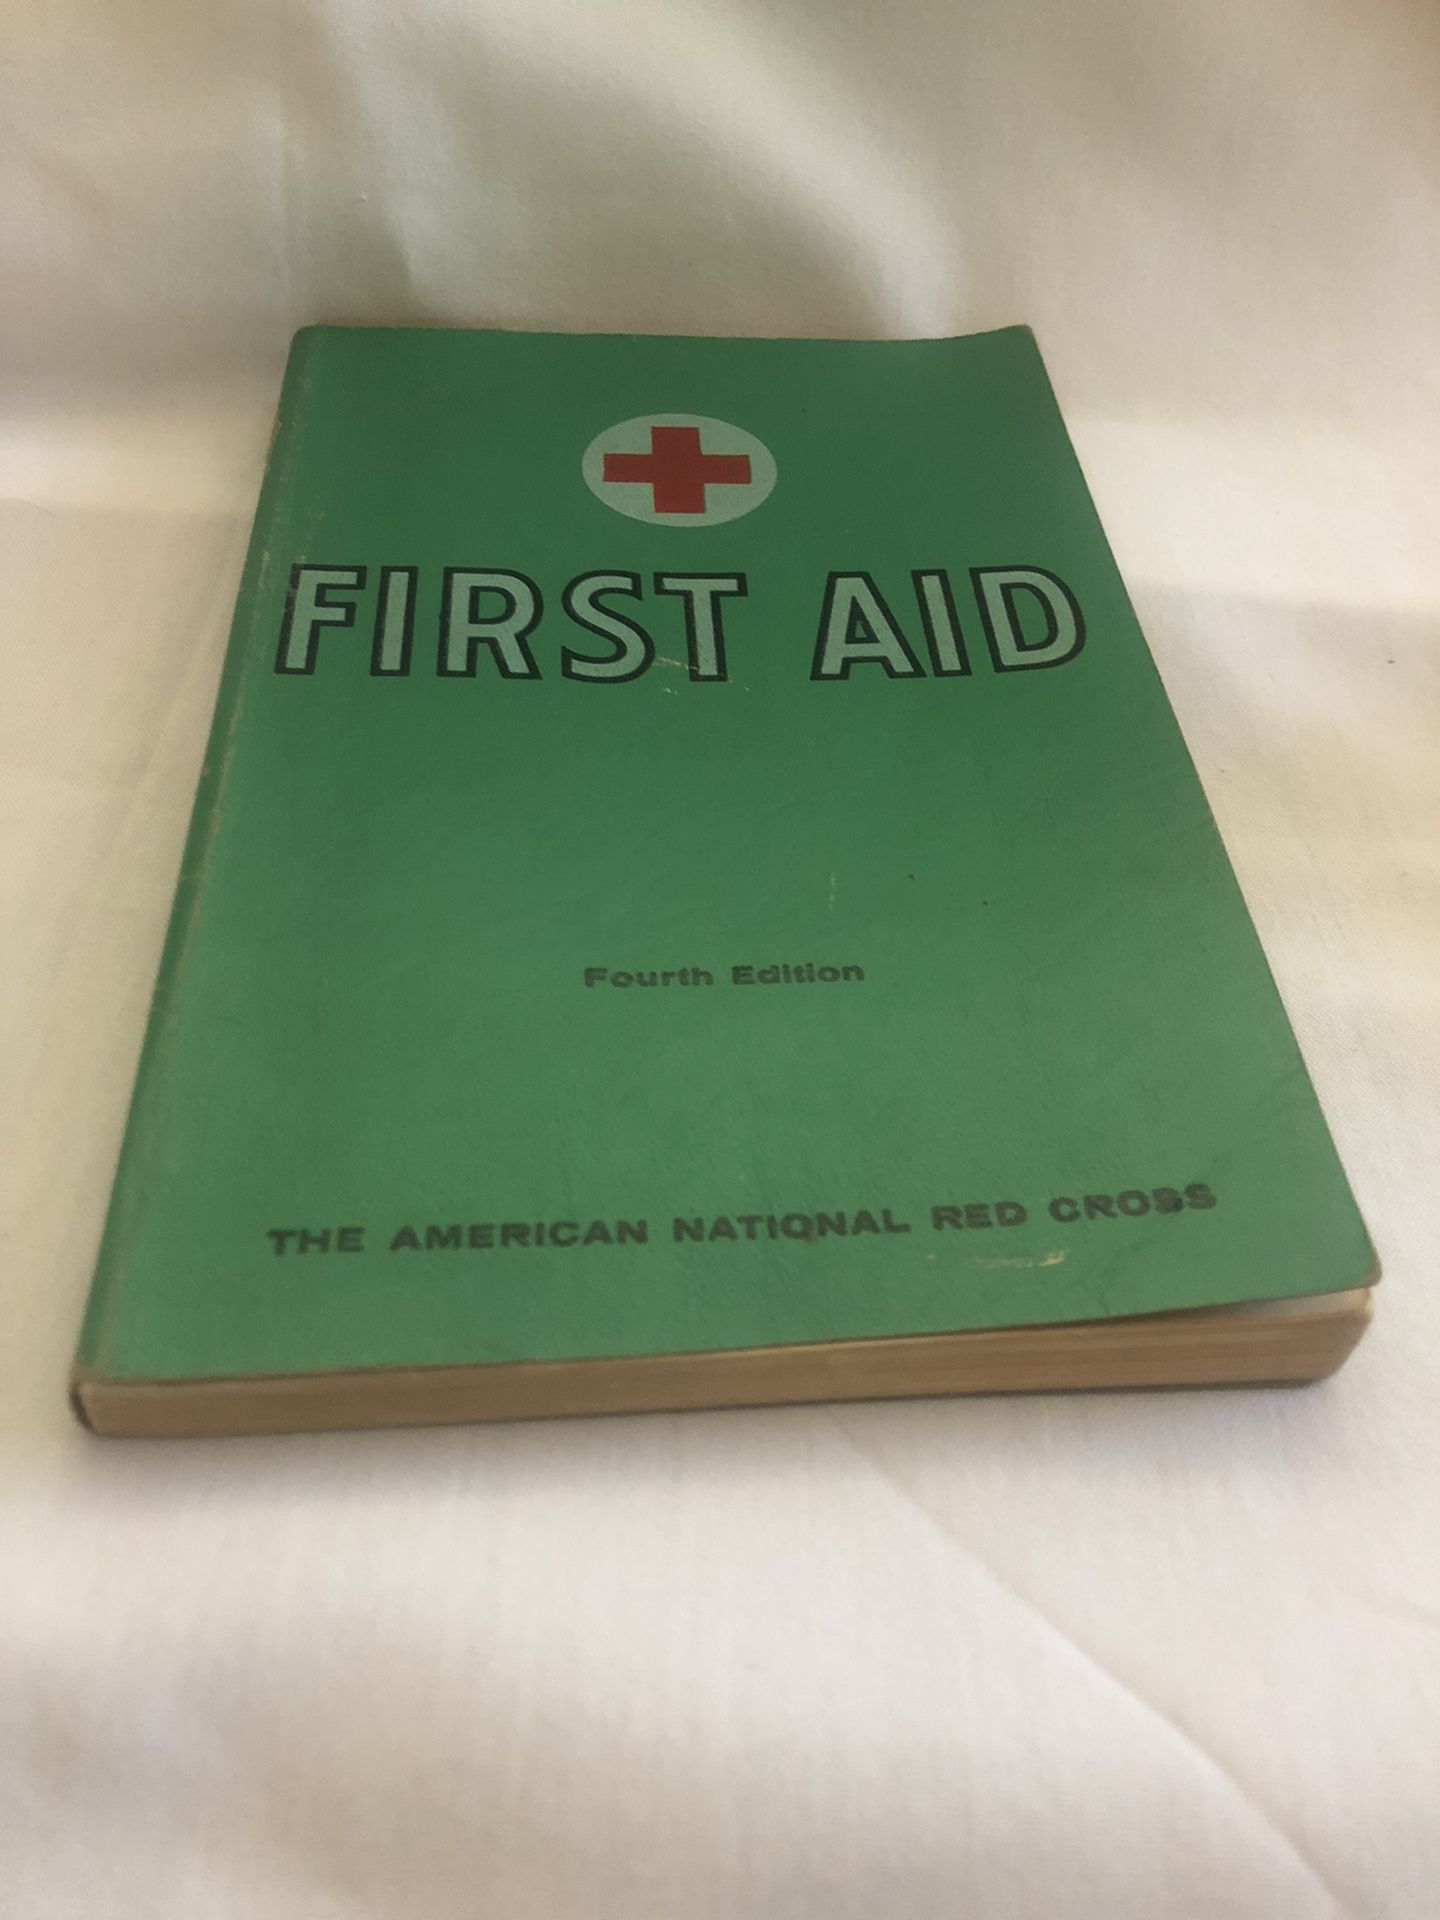 FIRST AID
Fourth Edition
THE AMERICAN NATIONAL RED CROSS